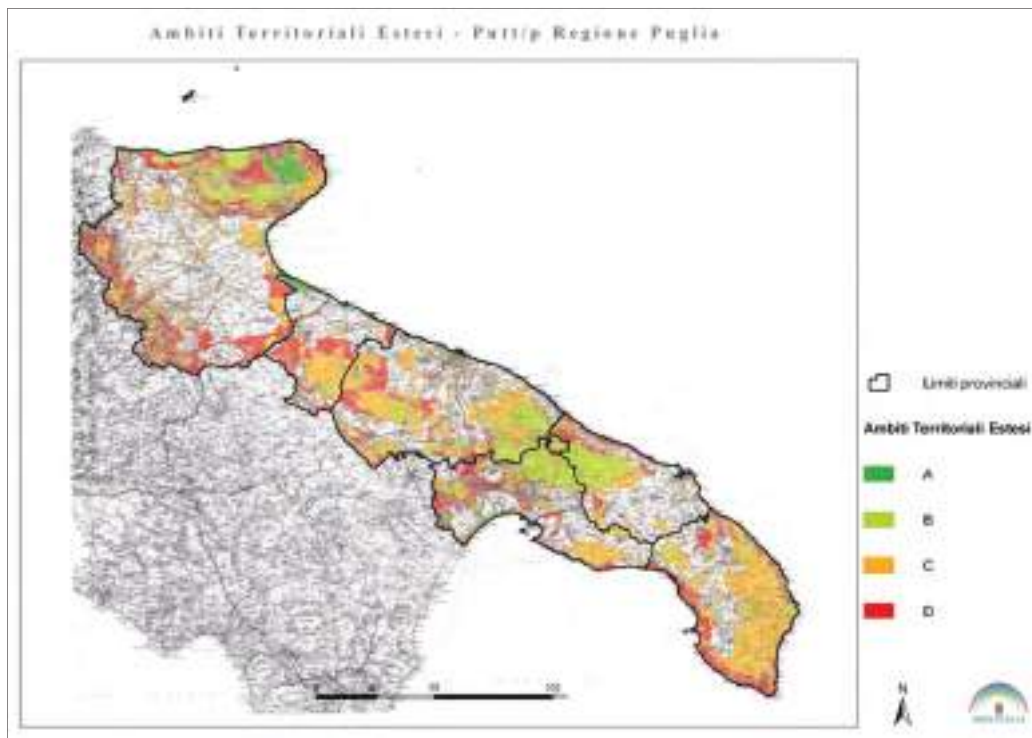 Ambiti Territoriali Estesi - Putt/p Regione Puglia
Limiti provinciali
Ambiti Territoriali Estesi
A
B
C
D
N